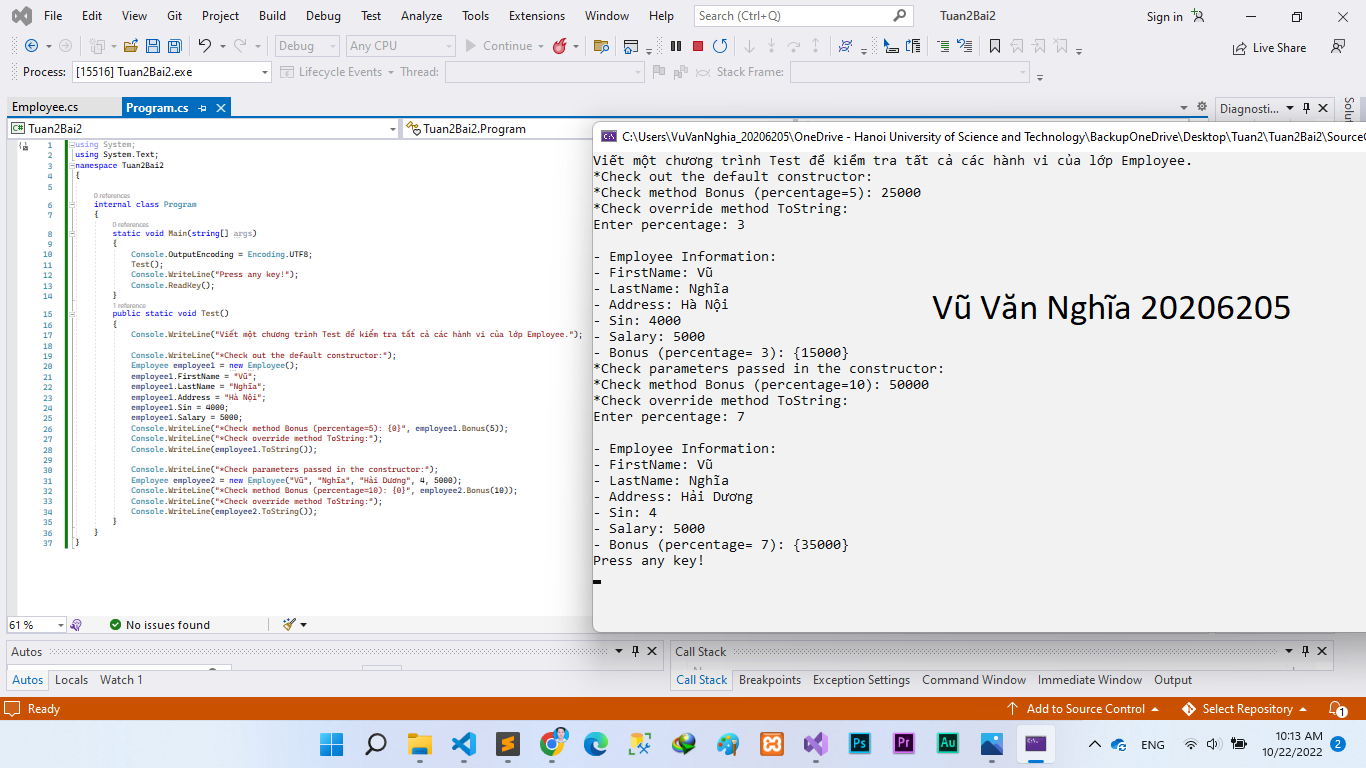 File Edit View Git Project Build Debug Test Analyze Tools Extensions Window Help Search (Ctrl+Q) Tuan2Bai2 Sign in
Debug Any CPU Continue Live Share
Process: [15516] Tuan2Bai2.exe Lifecycle Events Thread: Stack Frame:
Employee.cs Program.cs Diagnosti...
Tuan2Bai2 Tuan2Bai2.Program
1 using System;
2 using System.Text;
3 namespace Tuan2Bai2
4 {
5
0 references
6 internal class Program
7 {
0 references
8 static void Main(string[] args)
9 {
10 Console.OutputEncoding = Encoding.UTF8;
11 Test();
12 Console.WriteLine("Press any key!");
13 Console.ReadKey();
14 }
1 reference
15 public static void Test()
16 {
17 Console.WriteLine("Viết một chương trình Test để kiểm tra tất cả các hành vi của lớp Employee.");
18
19 Console.WriteLine("*Check out the default constructor:");
20 Employee employee1 = new Employee();
21 employee1.FirstName = "Vũ";
22 employee1.LastName = "Nghĩa";
23 employee1.Address = "Hà Nội";
24 employee1.Sin = 4000;
25 employee1.Salary = 5000;
26 Console.WriteLine("*Check method Bonus (percentage=5): {0}", employee1.Bonus(5));
27 Console.WriteLine("*Check override method ToString:");
28 Console.WriteLine(employee1.ToString());
29
30 Console.WriteLine("*Check parameters passed in the constructor:");
31 Employee employee2 = new Employee("Vũ", "Nghĩa", "Hải Dương", 4, 5000);
32 Console.WriteLine("*Check method Bonus (percentage=10): {0}", employee2.Bonus(10));
33 Console.WriteLine("*Check override method ToString:");
34 Console.WriteLine(employee2.ToString());
35 }
36 }
37 }
C:\Users\VuVanNghia_20206205\OneDrive - Hanoi University of Science and Technology\BackupOneDrive\Desktop\Tuan2\Tuan2Bai2\Source
Viết một chương trình Test để kiểm tra tất cả các hành vi của lớp Employee.
*Check out the default constructor:
*Check method Bonus (percentage=5): 25000
*Check override method ToString:
Enter percentage: 3
- Employee Information:
- FirstName: Vũ
- LastName: Nghĩa
- Address: Hà Nội
- Sin: 4000
- Salary: 5000
- Bonus (percentage= 3): {15000}
*Check parameters passed in the constructor:
*Check method Bonus (percentage=10): 50000
*Check override method ToString:
Enter percentage: 7
- Employee Information:
- FirstName: Vũ
- LastName: Nghĩa
- Address: Hải Dương
- Sin: 4
- Salary: 5000
- Bonus (percentage= 7): {35000}
Press any key!
Vũ Văn Nghĩa 20206205
61 % No issues found
Autos Call Stack
Autos Locals Watch 1 Call Stack Breakpoints Exception Settings Command Window Immediate Window Output
Ready Add to Source Control Select Repository 1
Ps Pr Au ENG 10:13 AM
10/22/2022 2